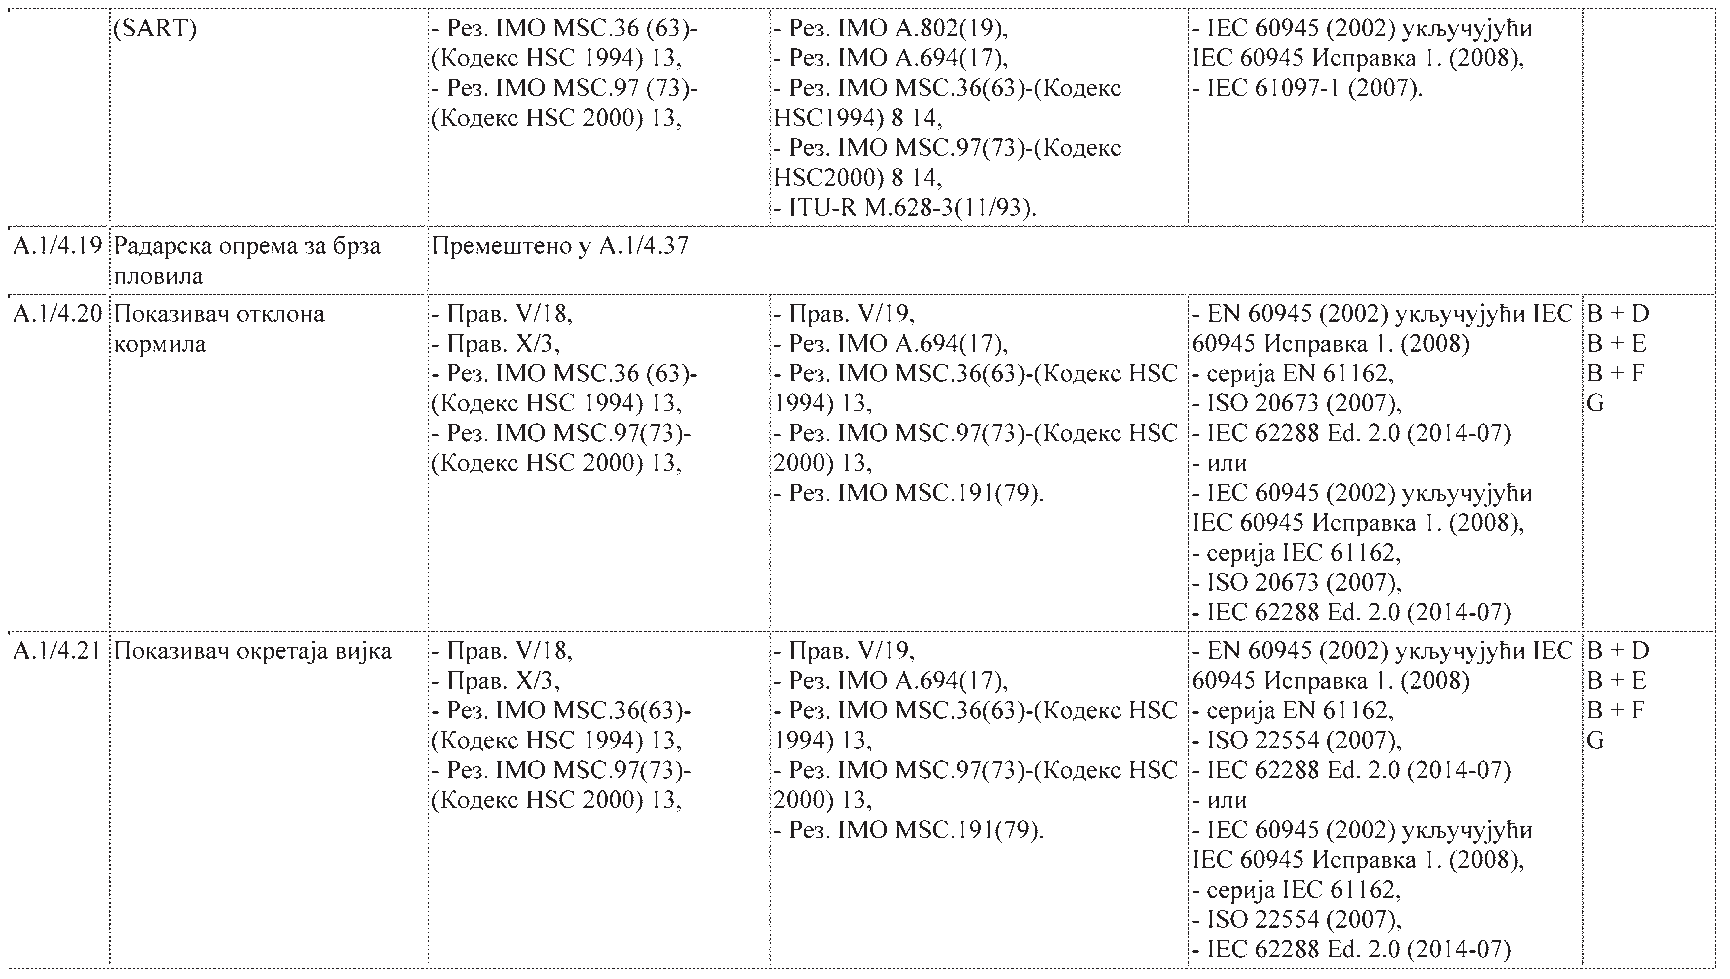 (SART)
- Рез. IMO MSC.36 (63)-
(Кодекс HSC 1994) 13,
- Рез. IMO MSC.97 (73)-
(Кодекс HSC 2000) 13,
- Рез. IMO A.802(19),
- Рез. IMO A.694(17),
- Рез. IMO MSC.36(63)-(Кодекс
HSC1994) 8 14,
- Рез. IMO MSC.97(73)-(Кодекс
HSC2000) 8 14,
- ITU-R M.628-3(11/93).
- IEC 60945 (2002) укључујући
IEC 60945 Исправка 1. (2008),
- IEC 61097-1 (2007).
А.1/4.19
Радарска опрема за брза
пловила
Премештено у А.1/4.37
А.1/4.20
Показивач отклона
кормила
- Прав. V/18,
- Прав. X/3,
- Рез. IMO MSC.36 (63)-
(Кодекс HSC 1994) 13,
- Рез. IMO MSC.97(73)-
(Кодекс HSC 2000) 13,
- Прав. V/19,
- Рез. IMO A.694(17),
- Рез. IMO MSC.36(63)-(Кодекс HSC
1994) 13,
- Рез. IMO MSC.97(73)-(Кодекс HSC
2000) 13,
- Рез. IMO MSC.191(79).
- EN 60945 (2002) укључујући IEC
60945 Исправка 1. (2008)
- серија EN 61162,
- ISO 20673 (2007),
- IEC 62288 Ed. 2.0 (2014-07)
- или
- IEC 60945 (2002) укључујући
IEC 60945 Исправка 1. (2008),
- серија IEC 61162,
- ISO 20673 (2007),
- IEC 62288 Ed. 2.0 (2014-07)
B + D
B + E
B + F
G
А.1/4.21
Показивач окретаја вијка
- Прав. V/18,
- Прав. X/3,
- Рез. IMO MSC.36(63)-
(Кодекс HSC 1994) 13,
- Рез. IMO MSC.97(73)-
(Кодекс HSC 2000) 13,
- Прав. V/19,
- Рез. IMO A.694(17),
- Рез. IMO MSC.36(63)-(Кодекс HSC
1994) 13,
- Рез. IMO MSC.97(73)-(Кодекс HSC
2000) 13,
- Рез. IMO MSC.191(79).
- EN 60945 (2002) укључујући IEC
60945 Исправка 1. (2008)
- серија EN 61162,
- ISO 22554 (2007),
- IEC 62288 Ed. 2.0 (2014-07)
- или
- IEC 60945 (2002) укључујући
IEC 60945 Исправка 1. (2008),
- серија IEC 61162,
- ISO 22554 (2007),
- IEC 62288 Ed. 2.0 (2014-07)
B + D
B + E
B + F
G